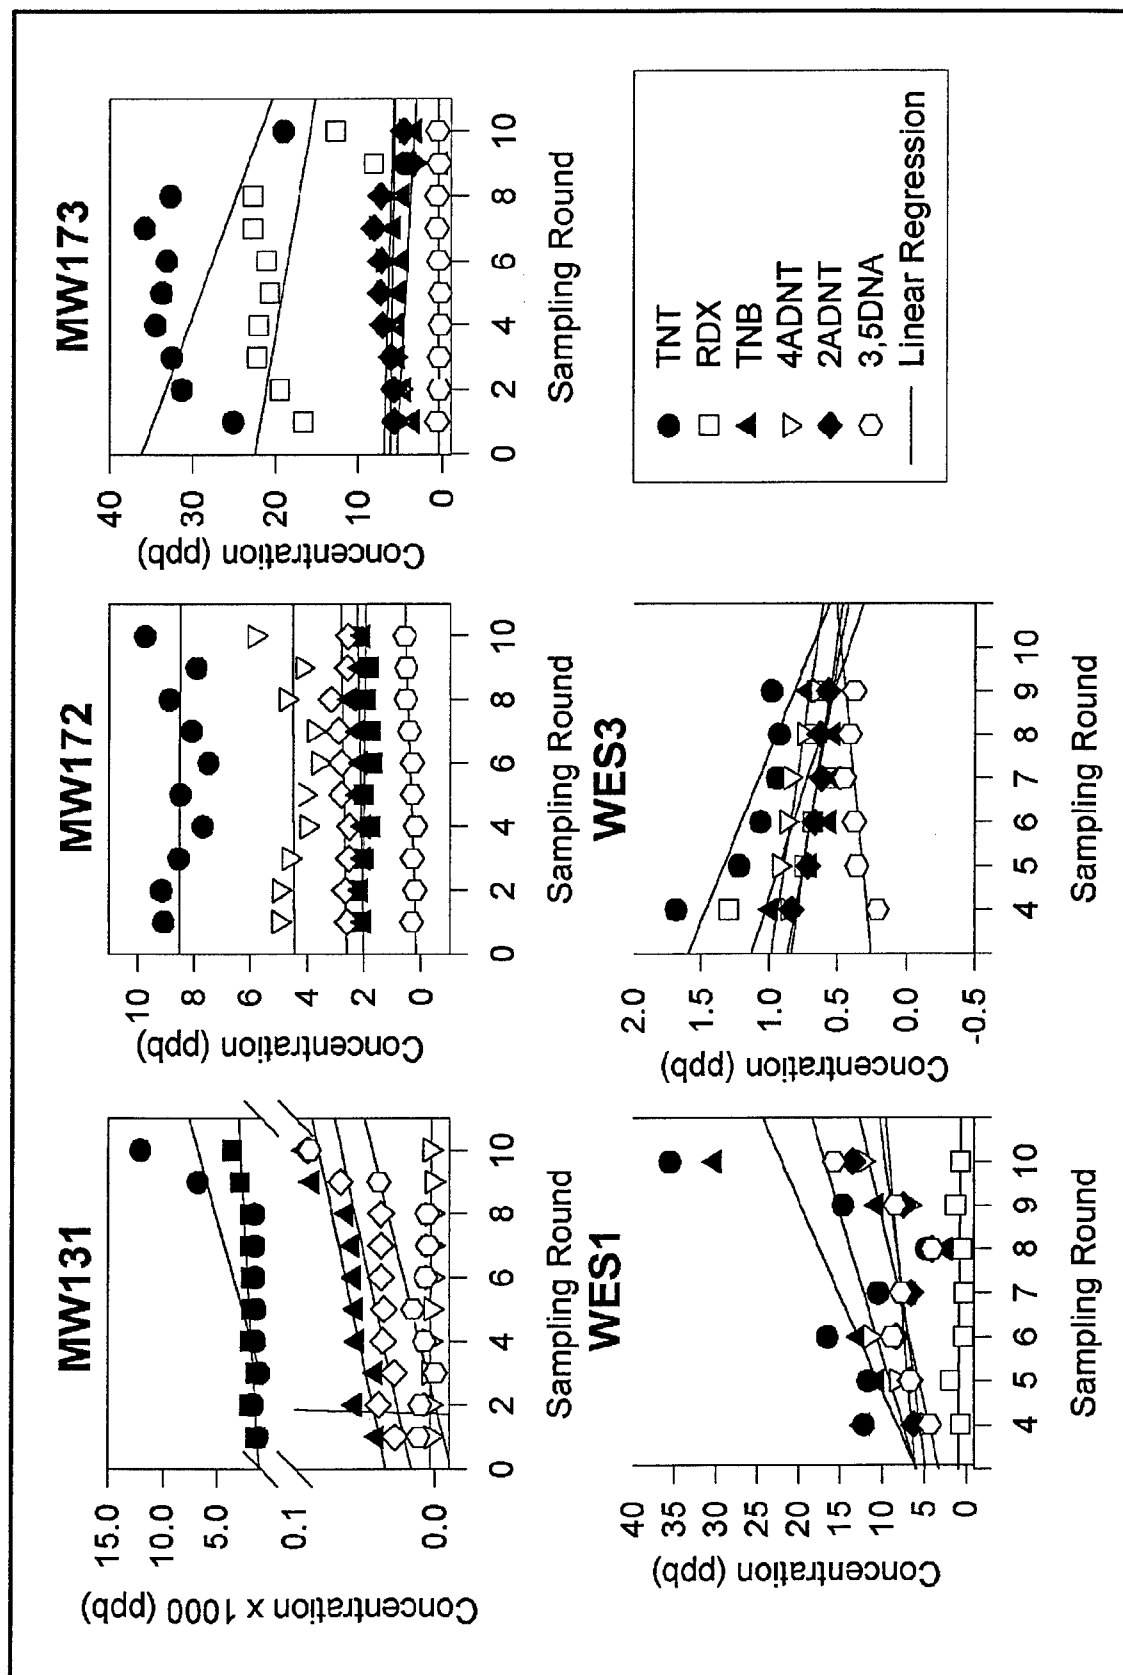 MW131
Concentration x 1000 (ppb)
15.0
10.0
5.0
0.1
0.0
0 2 4 6 8 10
Sampling Round
MW172
Concentration (ppb)
10
8
6
4
2
0
0 2 4 6 8 10
Sampling Round
MW173
Concentration (ppb)
40
30
20
10
0
0 2 4 6 8 10
Sampling Round
WES1
Concentration (ppb)
40
35
30
25
20
15
10
5
0
4 5 6 7 8 9 10
Sampling Round
WES3
Concentration (ppb)
2.0
1.5
1.0
0.5
0.0
-0.5
4 5 6 7 8 9 10
Sampling Round
TNT
RDX
TNB
4ADNT
2ADNT
3,5DNA
Linear Regression